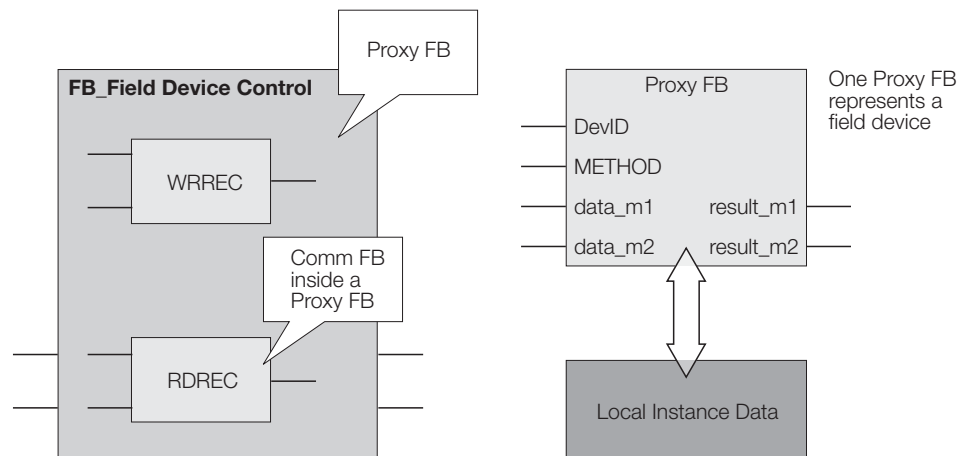 Proxy FB
FB_Field Device Control
WRREC
Comm FB
inside a
Proxy FB
RDREC
Proxy FB
DevID
METHOD
data_m1
result_m1
data_m2
result_m2
One Proxy FB
represents a
field device
Local Instance Data